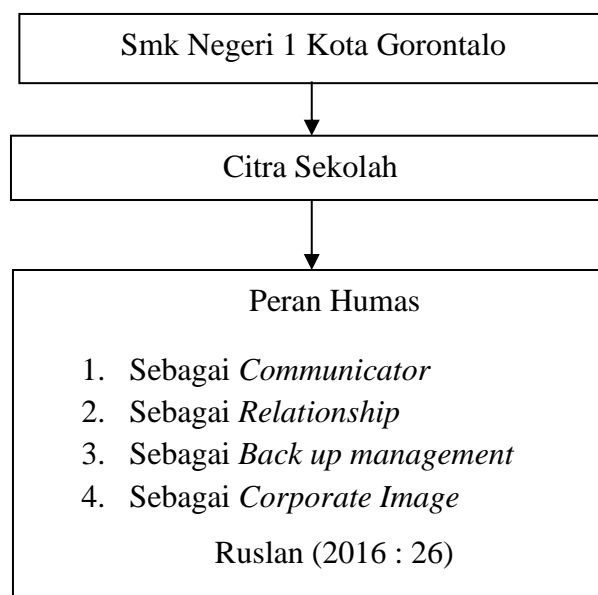 Smk Negeri 1 Kota Gorontalo
Citra Sekolah
Peran Humas
1. Sebagai Communicator
2. Sebagai Relationship
3. Sebagai Back up management
4. Sebagai Corporate Image
Ruslan (2016 : 26)